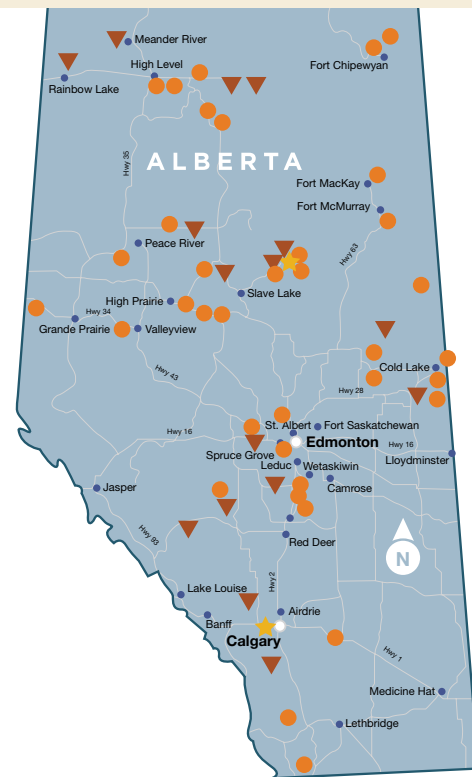 Meander River
High Level
Fort Chipewyan
Rainbow Lake
Hwy 35
ALBERTA
Fort MacKay
Fort McMurray
Peace River
Hwy 63
Slave Lake
High Prairie
Hwy 34
Grande Prairie
Valleyview
Cold Lake
Hwy 43
Hwy 28
St. Albert
Fort Saskatchewan
Hwy 16
Edmonton
Hwy 16
Spruce Grove
Lloydminster
Leduc
Wetaskiwin
Camrose
Jasper
Hwy 93
Red Deer
N
Hwy 2
Lake Louise
Airdrie
Banff
Calgary
Hwy 1
Medicine Hat
Lethbridge